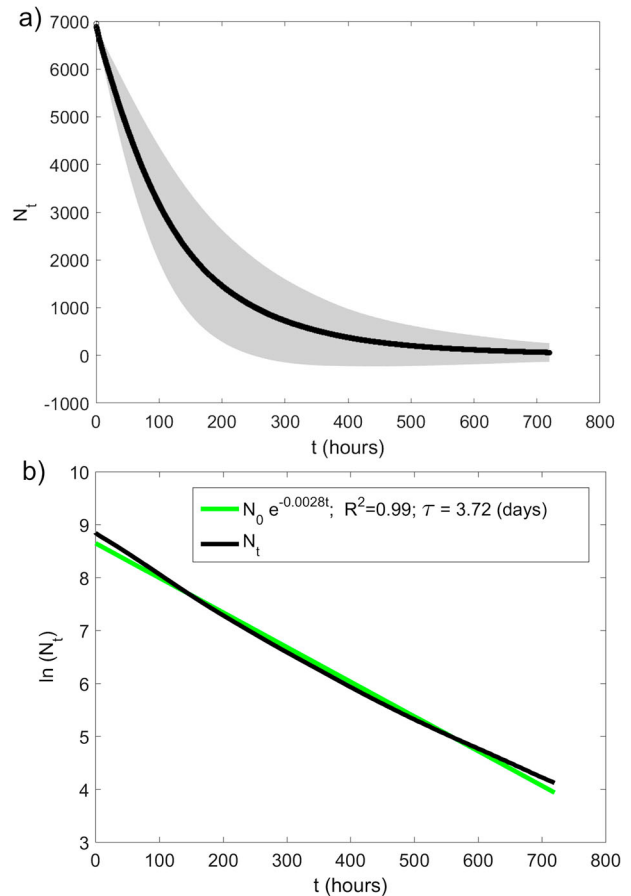 a)
7000
6000
5000
4000
3000
2000
1000
0
-1000
N_t
0 100 200 300 400 500 600 700 800
t (hours)
b)
10
9
8
7
6
5
4
3
ln (N_t)
N_0 e^-0.0028t; R^2=0.99; τ = 3.72 (days)
N_t
0 100 200 300 400 500 600 700 800
t (hours)